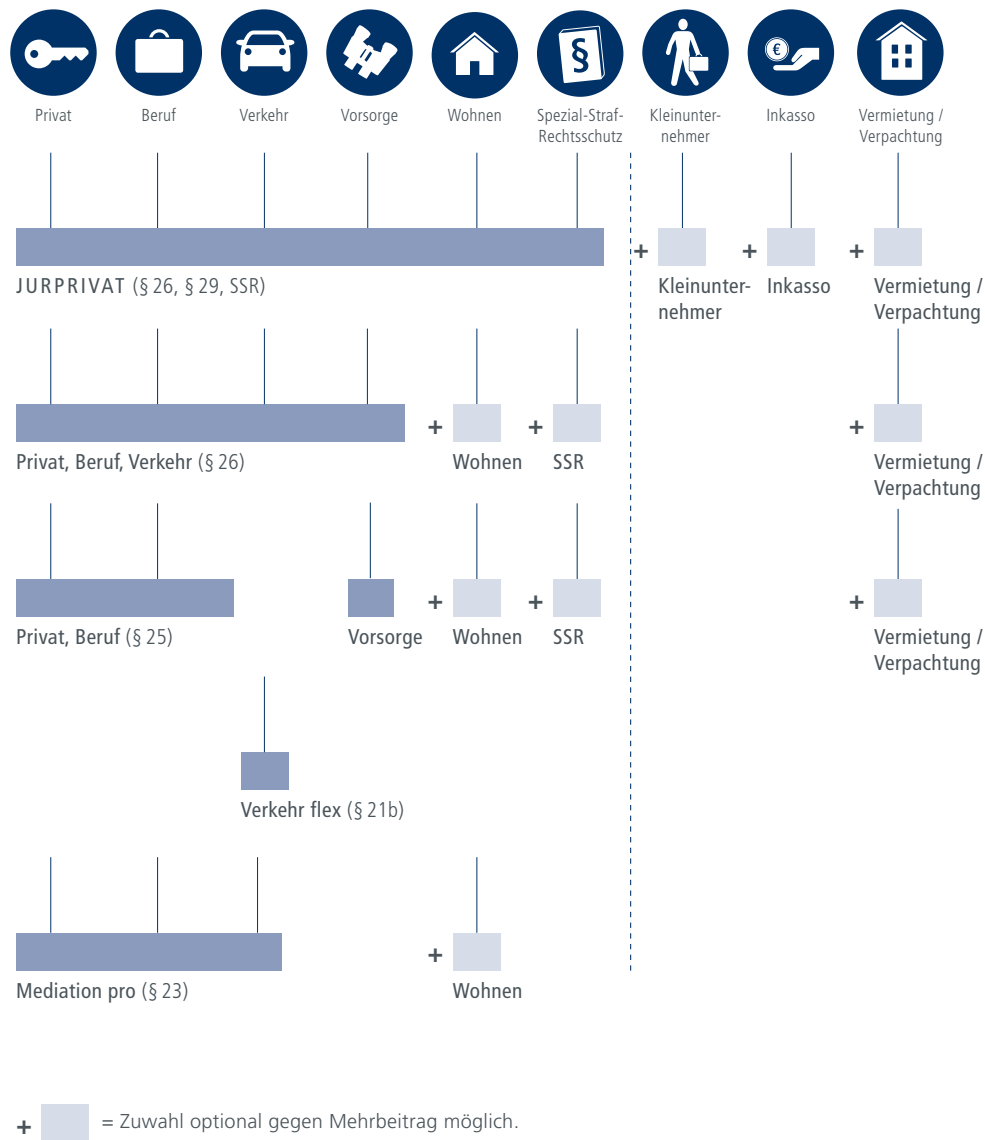 §
€
Privat
Beruf
Verkehr
Vorsorge
Wohnen
Spezial-Straf-
Rechtsschutz
Kleinunter-
nehmer
Inkasso
Vermietung /
Verpachtung
+
+
+
JURPRIVAT (§ 26, § 29, SSR)
Kleinunter-
nehmer
Inkasso
Vermietung /
Verpachtung
+
+
+
Privat, Beruf, Verkehr (§ 26)
Wohnen
SSR
Vermietung /
Verpachtung
+
+
+
Privat, Beruf (§ 25)
Vorsorge
Wohnen
SSR
Vermietung /
Verpachtung
Verkehr flex (§ 21b)
+
Mediation pro (§ 23)
Wohnen
+ = Zuwahl optional gegen Mehrbeitrag möglich.